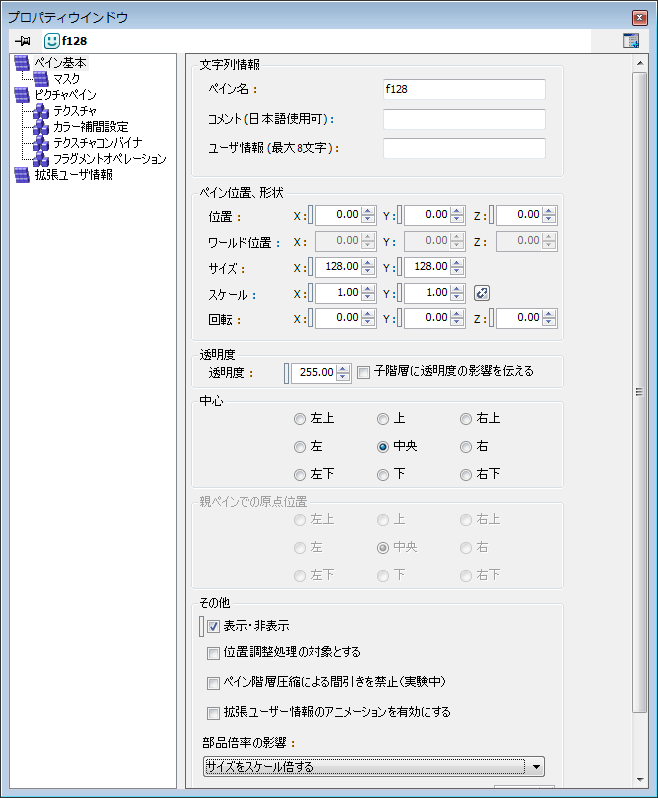 プロパティウインドウ
f128
ペイン基本
マスク
ピクチャペイン
テクスチャ
カラー補間設定
テクスチャコンバイナ
フラグメントオペレーション
拡張ユーザ情報
文字列情報
ペイン名： f128
コメント(日本語使用可)：
ユーザ情報(最大8文字)：
ペイン位置、形状
位置： X： 0.00 Y： 0.00 Z： 0.00
ワールド位置： X： 0.00 Y： 0.00 Z： 0.00
サイズ： X： 128.00 Y： 128.00
スケール： X： 1.00 Y： 1.00
回転： X： 0.00 Y： 0.00 Z： 0.00
透明度
透明度： 255.00 子階層に透明度の影響を伝える
中心
左上 上 右上
左 中央 右
左下 下 右下
親ペインでの原点位置
左上 上 右上
左 中央 右
左下 下 右下
その他
表示・非表示
位置調整処理の対象とする
ペイン階層圧縮による間引きを禁止(実験中)
拡張ユーザー情報のアニメーションを有効にする
部品倍率の影響：
サイズをスケール倍する